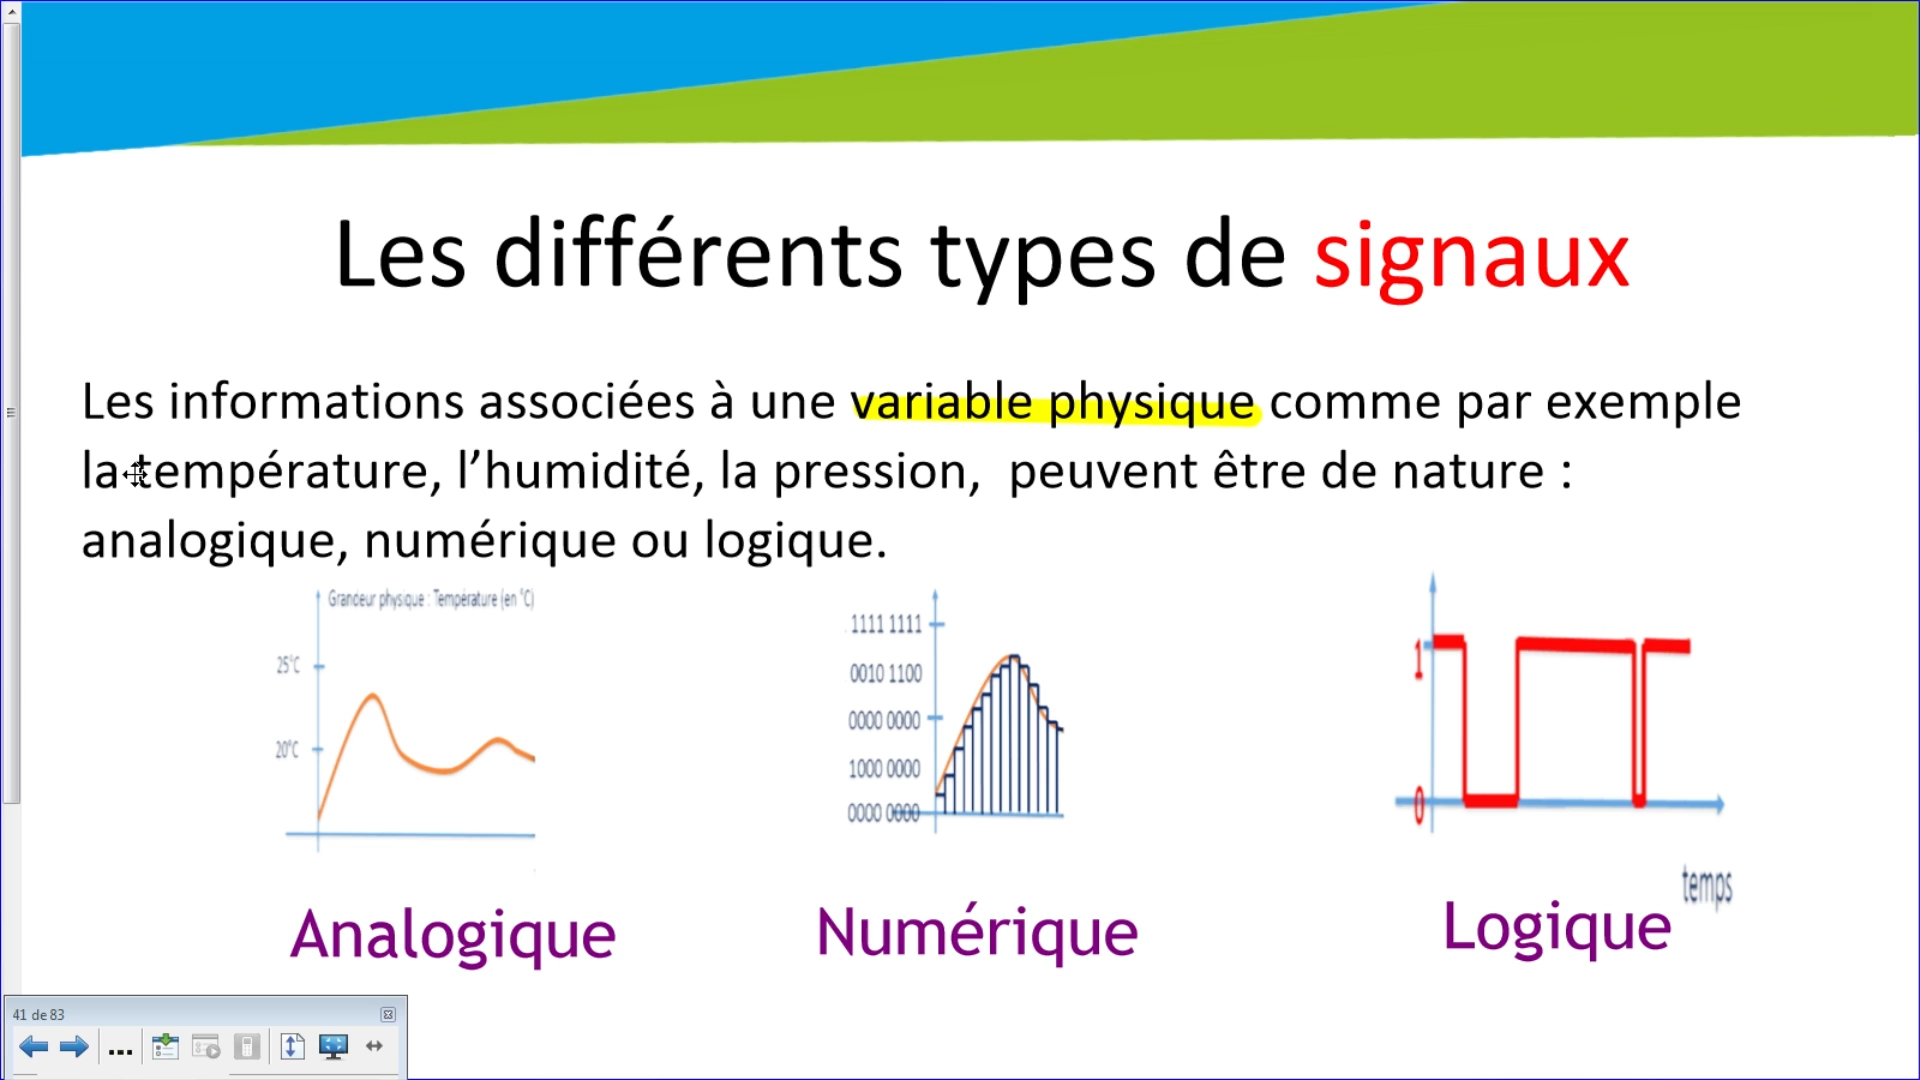 Les différents types de signaux
Les informations associées à une variable physique comme par exemple
la température, l’humidité, la pression,  peuvent être de nature :
analogique, numérique ou logique.
Grandeur physique : Température (en °C)
25°C
20°C
1111 1111
0010 1100
0000 0000
1000 0000
0000 0000
1
0
temps
Analogique
Numérique
Logique
41 de 83